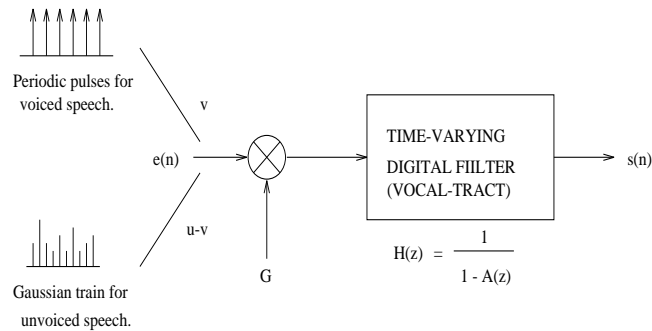 Periodic pulses for
voiced speech.
v
e(n)
u-v
G
Gaussian train for
unvoiced speech.
TIME-VARYING
DIGITAL FIILTER
(VOCAL-TRACT)
s(n)
H(z) = 1
1 - A(z)